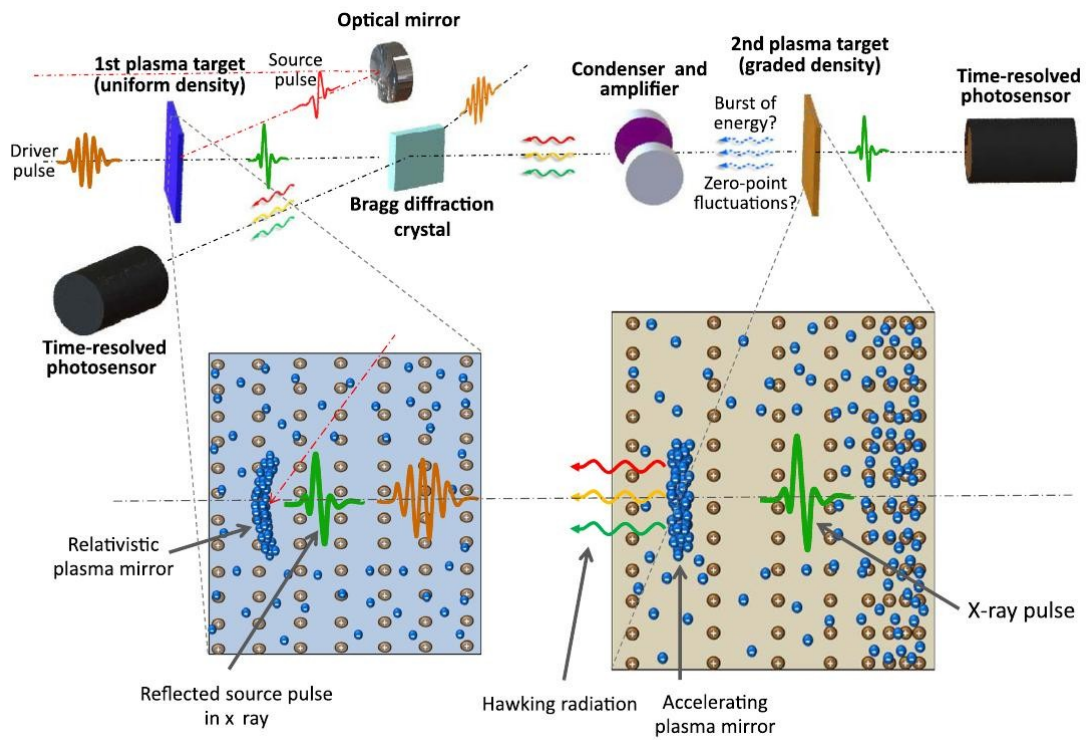 Optical mirror
1st plasma target
(uniform density)
Source
pulse
Driver
pulse
Bragg diffraction
crystal
Condenser and
amplifier
2nd plasma target
(graded density)
Burst of
energy?
Zero-point
fluctuations?
Time-resolved
photosensor
Time-resolved
photosensor
Relativistic
plasma mirror
Reflected source pulse
in x ray
Hawking radiation
Accelerating
plasma mirror
X-ray pulse